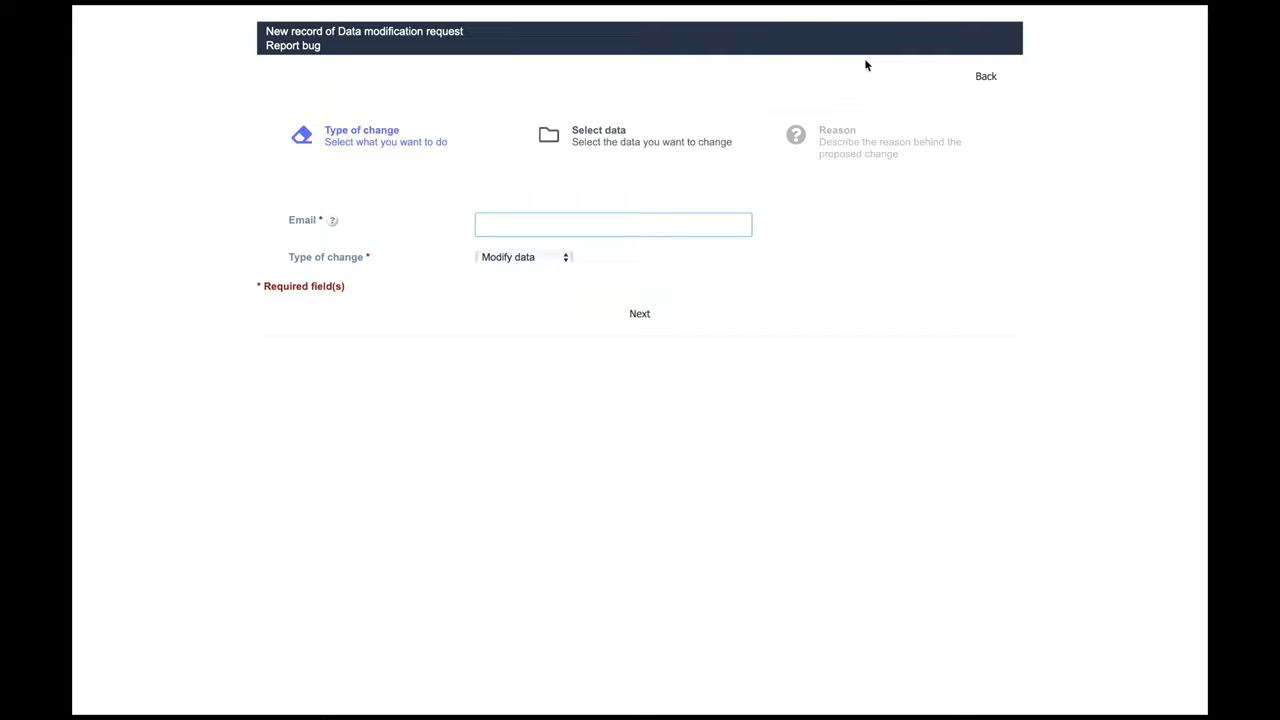 New record of Data modification request
Report bug
Back
Type of change
Select what you want to do
Select data
Select the data you want to change
Reason
Describe the reason behind the
proposed change
Email * ?
Type of change * Modify data
* Required field(s)
Next